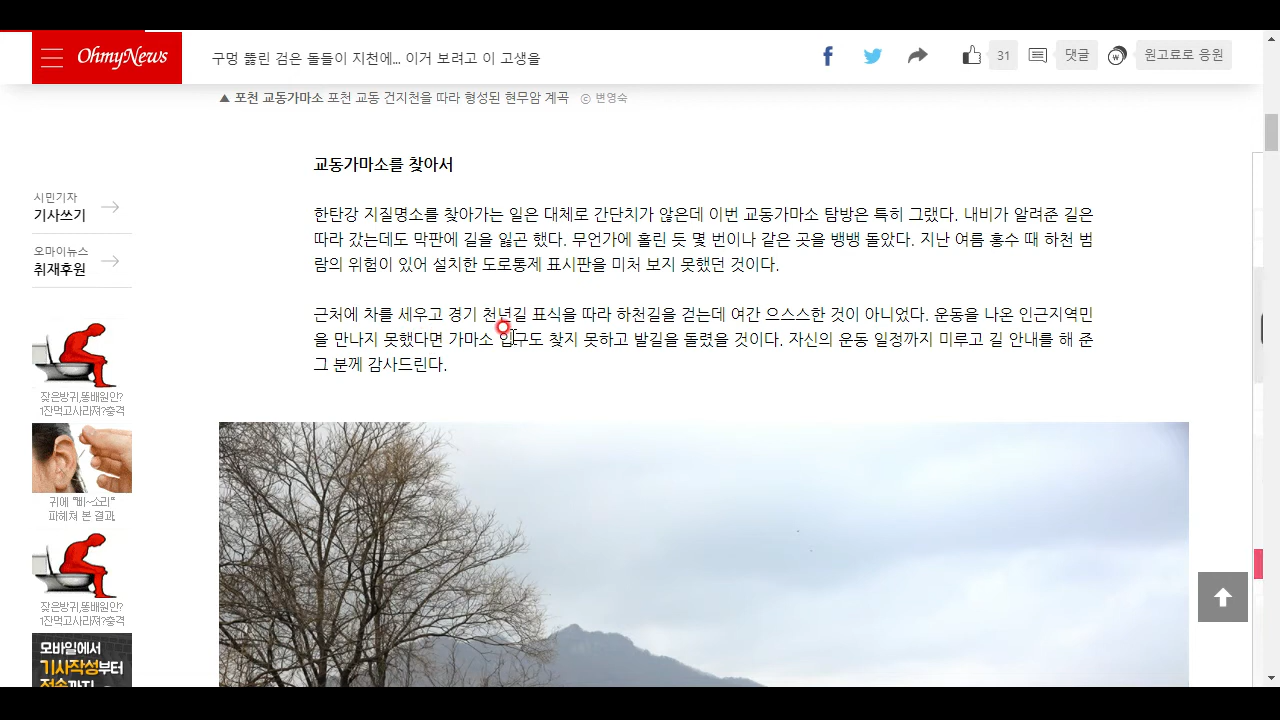 OhmyNews
구멍 뚫린 검은 돌들이 지천에... 이거 보려고 이 고생을
31
댓글
원고료로 응원
▲ 포천 교동가마소 포천 교동 건지천을 따라 형성된 현무암 계곡 ⓒ 변영숙
교동가마소를 찾아서
한탄강 지질명소를 찾아가는 일은 대체로 간단치가 않은데 이번 교동가마소 탐방은 특히 그랬다. 내비가 알려준 길은
따라 갔는데도 막판에 길을 잃곤 했다. 무언가에 홀린 듯 몇 번이나 같은 곳을 뱅뱅 돌았다. 지난 여름 홍수 때 하천 범
람의 위험이 있어 설치한 도로통제 표시판을 미처 보지 못했던 것이다.
근처에 차를 세우고 경기 천년길 표식을 따라 하천길을 걷는데 여간 으스스한 것이 아니었다. 운동을 나온 인근지역민
을 만나지 못했다면 가마소 입구도 찾지 못하고 발길을 돌렸을 것이다. 자신의 운동 일정까지 미루고 길 안내를 해 준
그 분께 감사드린다.
시민기자
기사쓰기
오마이뉴스
취재후원
잦은방귀,똥배원인?
1잔먹고사라져?충격
귀에 "삐~소리"
파헤쳐 본 결과.
잦은방귀,똥배원인?
1잔먹고사라져?충격
모바일에서
기사작성부터
전송까지